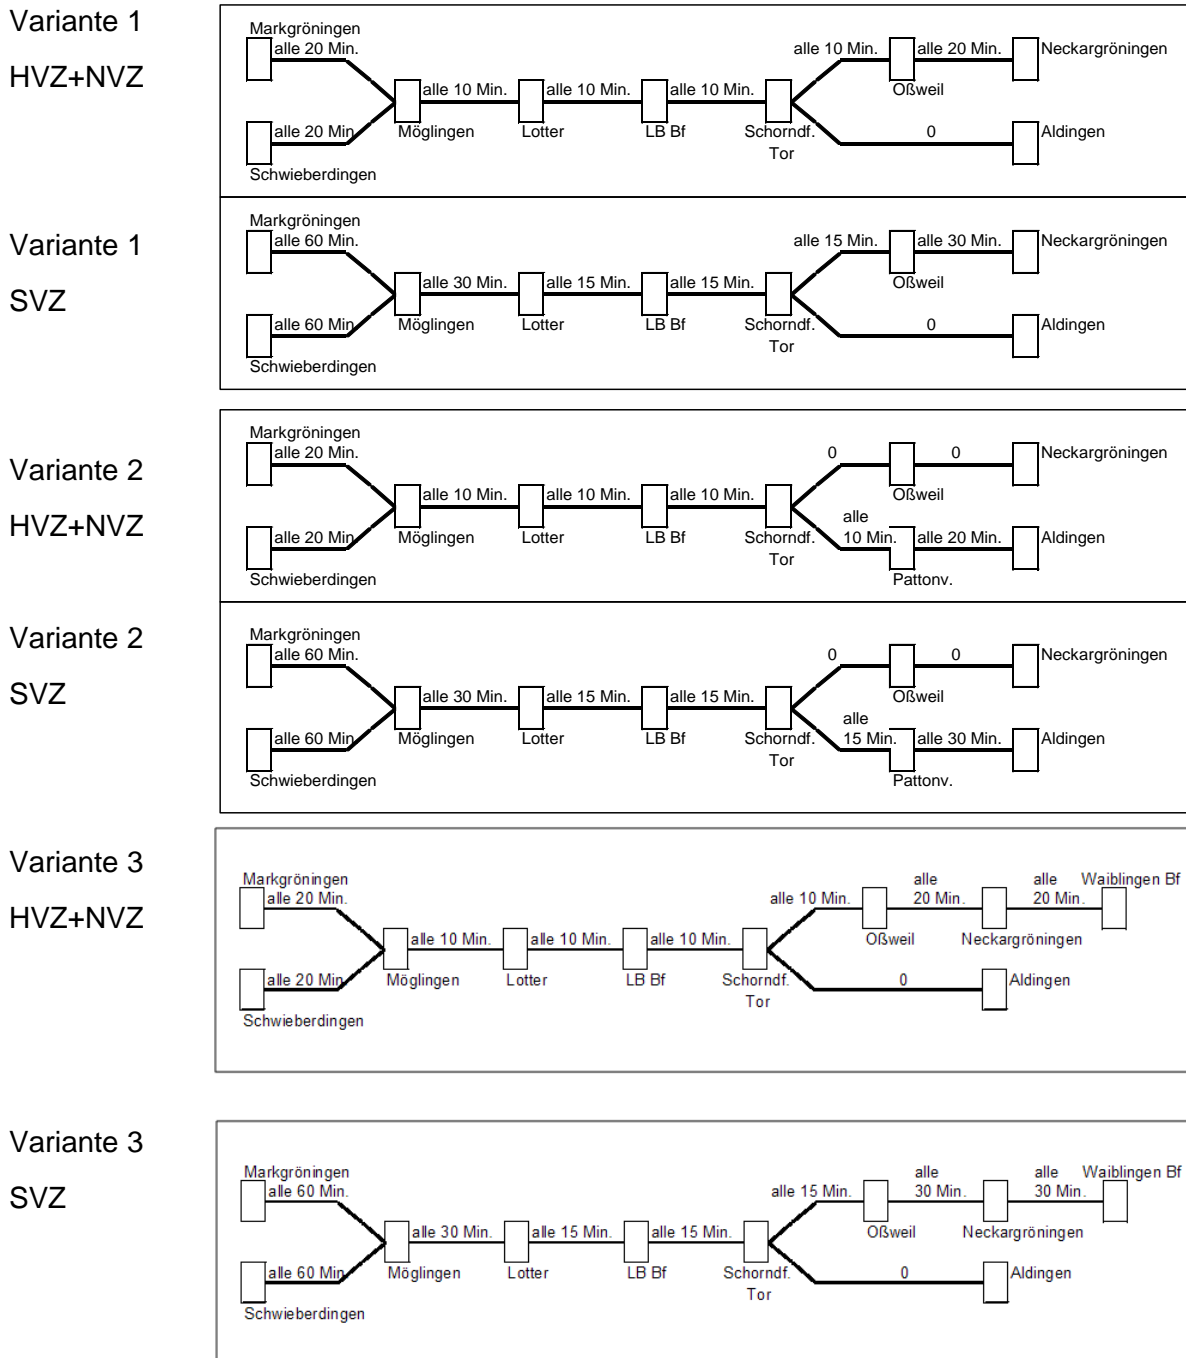 Variante 1
HVZ+NVZ
Markgröningen
alle 20 Min.
alle 10 Min.
alle 20 Min.
Neckargröningen
Oßweil
alle 10 Min.
alle 10 Min.
alle 10 Min.
alle 20 Min
Möglingen
Lotter
LB Bf
Schorndf.
Tor
0
Aldingen
Schwieberdingen
Variante 1
SVZ
Markgröningen
alle 60 Min.
alle 15 Min.
alle 30 Min.
Neckargröningen
Oßweil
alle 30 Min.
alle 15 Min.
alle 15 Min.
alle 60 Min
Möglingen
Lotter
LB Bf
Schorndf.
Tor
0
Aldingen
Schwieberdingen
Variante 2
HVZ+NVZ
Markgröningen
alle 20 Min.
0
0
Neckargröningen
Oßweil
alle 10 Min.
alle 10 Min.
alle 10 Min.
alle 20 Min
Möglingen
Lotter
LB Bf
Schorndf.
Tor
alle
10 Min.
alle 20 Min.
Aldingen
Schwieberdingen
Pattonv.
Variante 2
SVZ
Markgröningen
alle 60 Min.
0
0
Neckargröningen
Oßweil
alle 30 Min.
alle 15 Min.
alle 15 Min.
alle 60 Min
Möglingen
Lotter
LB Bf
Schorndf.
Tor
alle
15 Min.
alle 30 Min.
Aldingen
Schwieberdingen
Pattonv.
Variante 3
HVZ+NVZ
Markgröningen
alle 20 Min.
alle 10 Min.
alle
20 Min.
alle
20 Min.
Waiblingen Bf
Oßweil
Neckargröningen
alle 10 Min.
alle 10 Min.
alle 10 Min.
alle 20 Min
Möglingen
Lotter
LB Bf
Schorndf.
Tor
0
Aldingen
Schwieberdingen
Variante 3
SVZ
Markgröningen
alle 60 Min.
alle 15 Min.
alle
30 Min.
alle
30 Min.
Waiblingen Bf
Oßweil
Neckargröningen
alle 30 Min.
alle 15 Min.
alle 15 Min.
alle 60 Min
Möglingen
Lotter
LB Bf
Schorndf.
Tor
0
Aldingen
Schwieberdingen